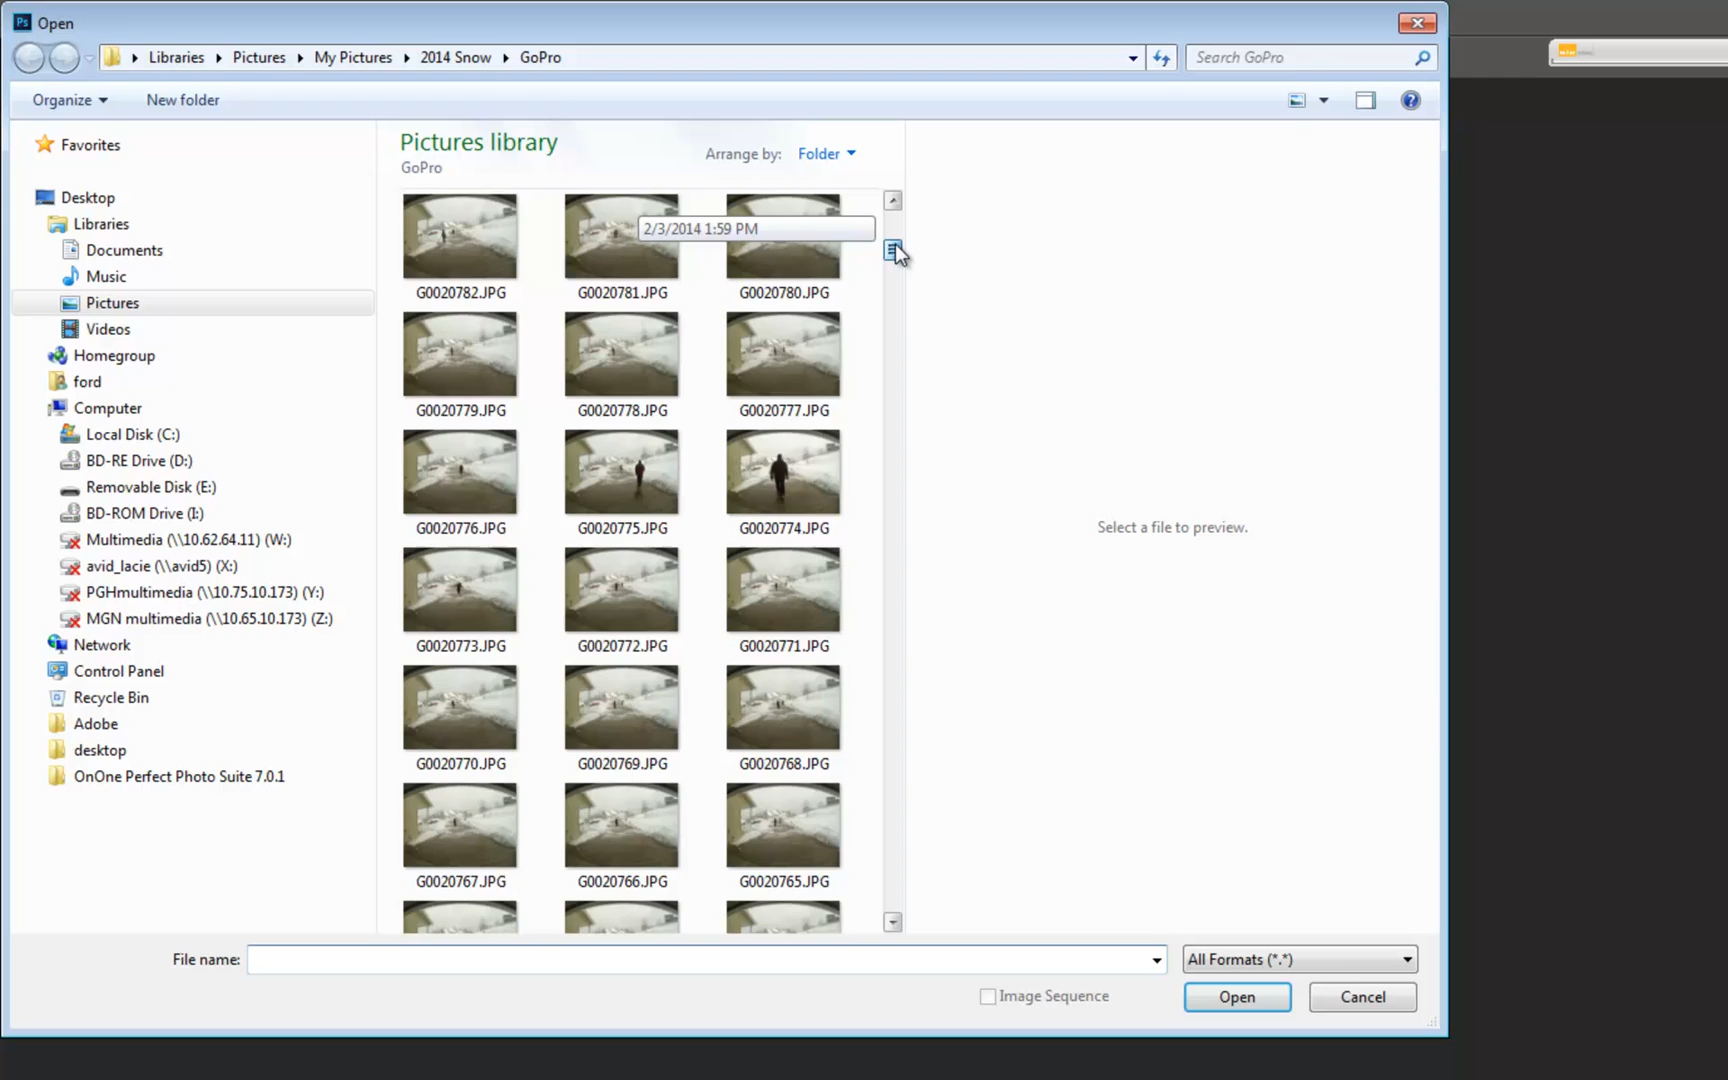 Ps Open
Libraries Pictures My Pictures 2014 Snow GoPro
Search GoPro
Organize New folder
Favorites
Desktop
Libraries
Documents
Music
Pictures
Videos
Homegroup
ford
Computer
Local Disk (C:)
BD-RE Drive (D:)
Removable Disk (E:)
BD-ROM Drive (I:)
Multimedia (\\10.62.64.11) (W:)
avid_lacie (\\avid5) (X:)
PGHmultimedia (\\10.75.10.173) (Y:)
MGN multimedia (\\10.65.10.173) (Z:)
Network
Control Panel
Recycle Bin
Adobe
desktop
OnOne Perfect Photo Suite 7.0.1
Pictures library
GoPro
Arrange by: Folder
2/3/2014 1:59 PM
G0020782.JPG G0020781.JPG G0020780.JPG
G0020779.JPG G0020778.JPG G0020777.JPG
G0020776.JPG G0020775.JPG G0020774.JPG
G0020773.JPG G0020772.JPG G0020771.JPG
G0020770.JPG G0020769.JPG G0020768.JPG
G0020767.JPG G0020766.JPG G0020765.JPG
Select a file to preview.
File name:
All Formats (*.*)
Image Sequence
Open Cancel